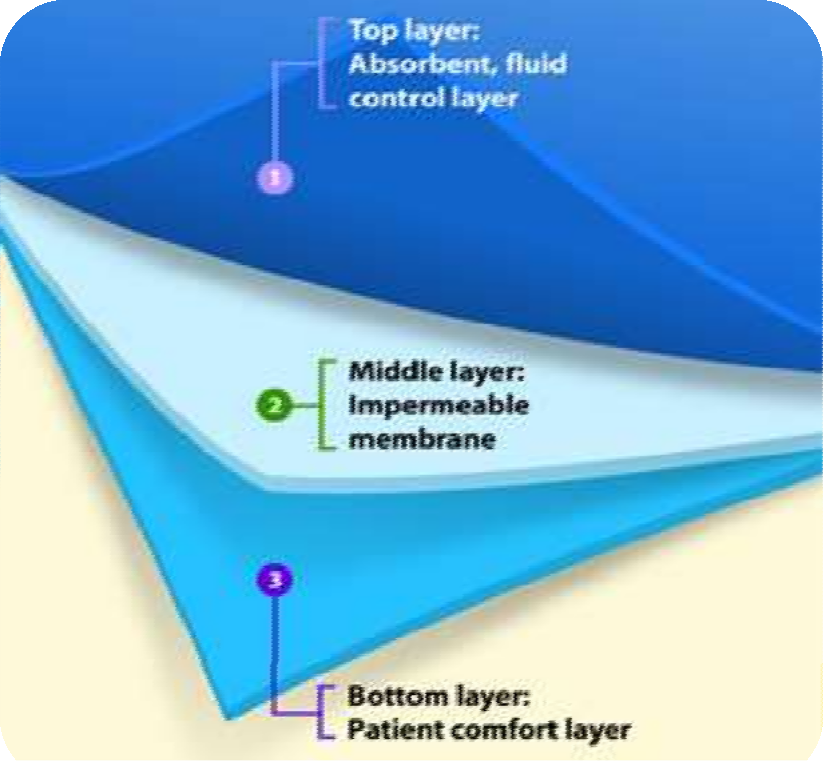 Top layer:
Absorbent, fluid
control layer
1
Middle layer:
2
Impermeable
membrane
3
Bottom layer:
Patient comfort layer